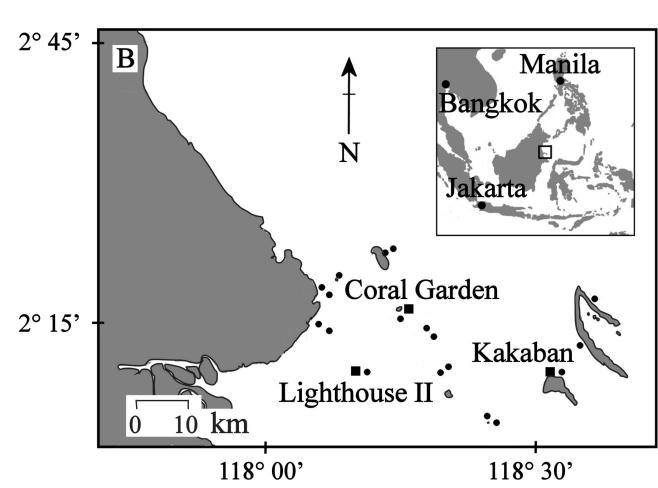 2° 45’
B
N
Manila
Bangkok
Jakarta
Coral Garden
2° 15’
Kakaban
Lighthouse II
0 10 km
118° 00’
118° 30’